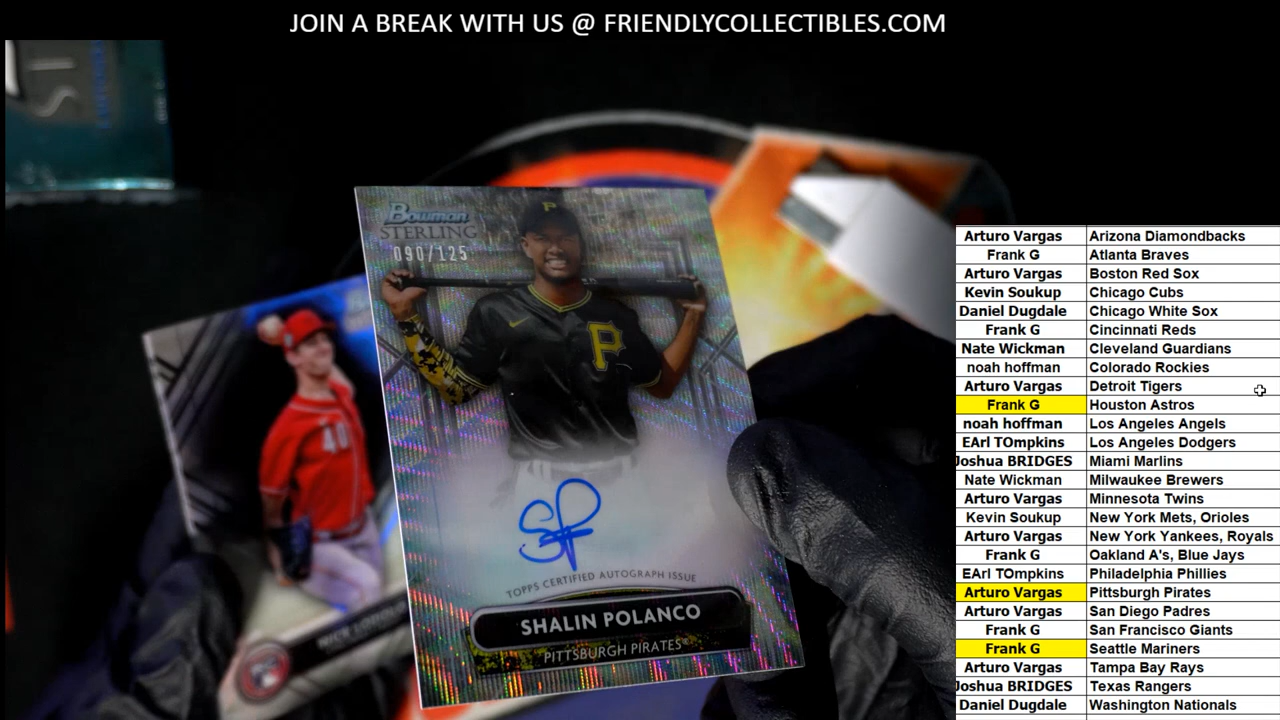 JOIN A BREAK WITH US @ FRIENDLYCOLLECTIBLES.COM
Bowman
STERLING
090/125
P
P
40
SP
TOPPS CERTIFIED AUTOGRAPH ISSUE
SHALIN POLANCO
PITTSBURGH PIRATES
Arturo Vargas Arizona Diamondbacks
Frank G Atlanta Braves
Arturo Vargas Boston Red Sox
Kevin Soukup Chicago Cubs
Daniel Dugdale Chicago White Sox
Frank G Cincinnati Reds
Nate Wickman Cleveland Guardians
noah hoffman Colorado Rockies
Arturo Vargas Detroit Tigers
Frank G Houston Astros
noah hoffman Los Angeles Angels
EArl TOmpkins Los Angeles Dodgers
Joshua BRIDGES Miami Marlins
Nate Wickman Milwaukee Brewers
Arturo Vargas Minnesota Twins
Kevin Soukup New York Mets, Orioles
Arturo Vargas New York Yankees, Royals
Frank G Oakland A's, Blue Jays
EArl TOmpkins Philadelphia Phillies
Arturo Vargas Pittsburgh Pirates
Arturo Vargas San Diego Padres
Frank G San Francisco Giants
Frank G Seattle Mariners
Arturo Vargas Tampa Bay Rays
Joshua BRIDGES Texas Rangers
Daniel Dugdale Washington Nationals